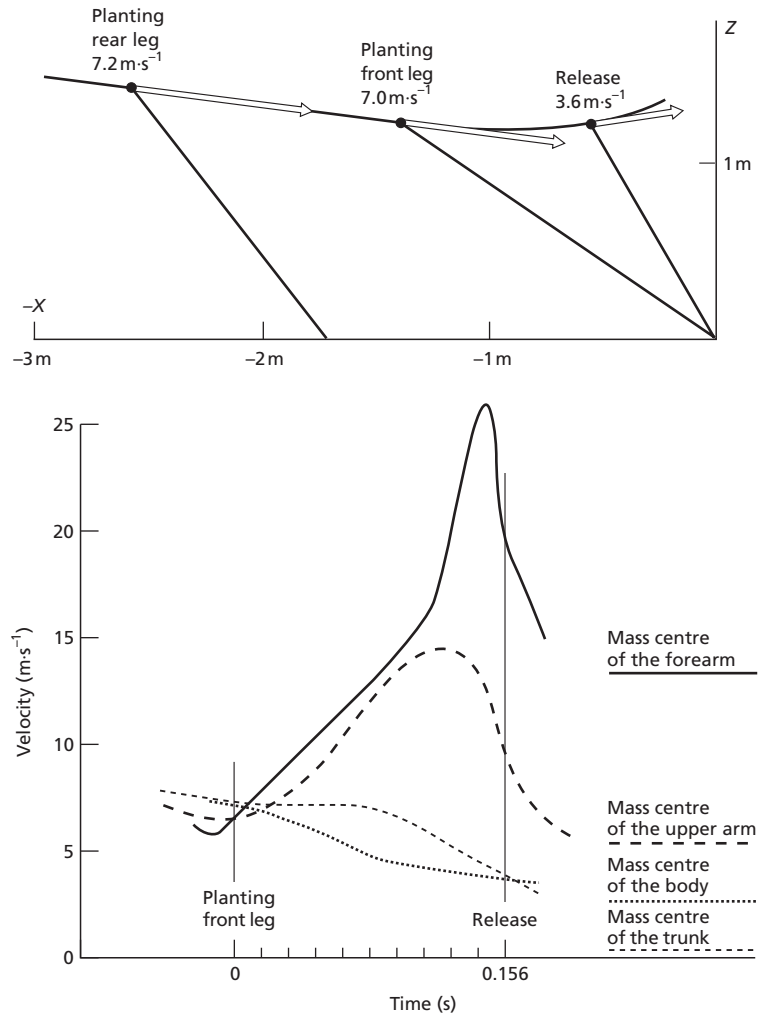 Planting
rear leg
7.2 m·s⁻¹
Planting
front leg
7.0 m·s⁻¹
Release
3.6 m·s⁻¹
Z
1 m
–X
–3 m
–2 m
–1 m
25
20
15
10
5
0
Velocity (m·s⁻¹)
Mass centre
of the forearm
Mass centre
of the upper arm
Mass centre
of the body
Mass centre
of the trunk
Planting
front leg
Release
0
0.156
Time (s)